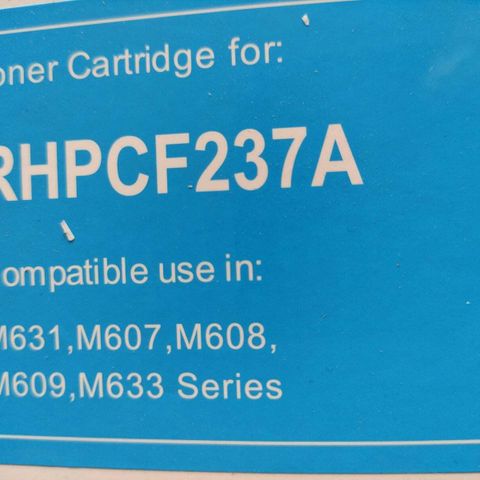 oner Cartridge for:
RHPCF237A
ompatible use in:
M631,M607,M608,
M609,M633 Series